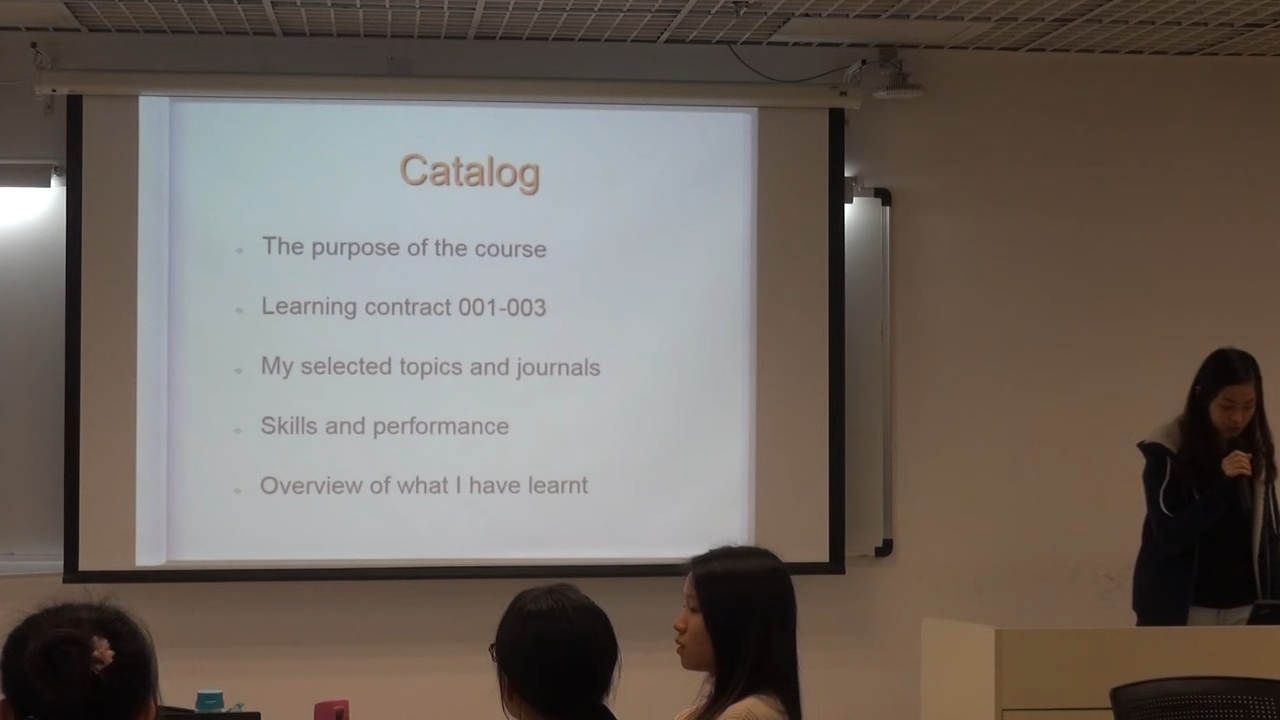 Catalog
The purpose of the course
Learning contract 001-003
My selected topics and journals
Skills and performance
Overview of what I have learnt